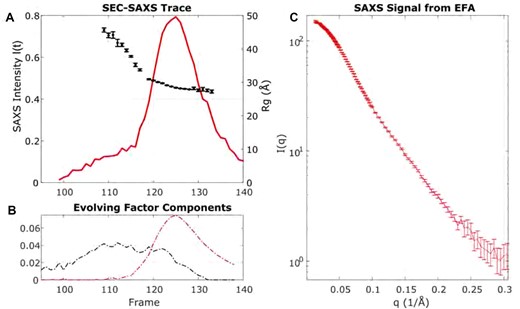 A
SEC-SAXS Trace
SAXS Intensity I(t)
0.8
0.6
0.4
0.2
0
Rg (Å)
50
40
30
20
10
0
100 110 120 130 140
B
Evolving Factor Components
0.06
0.04
0.02
0
100 110 120 130 140
Frame
C
SAXS Signal from EFA
I(q)
10²
10¹
10⁰
0.05 0.1 0.15 0.2 0.25 0.3
q (1/Å)